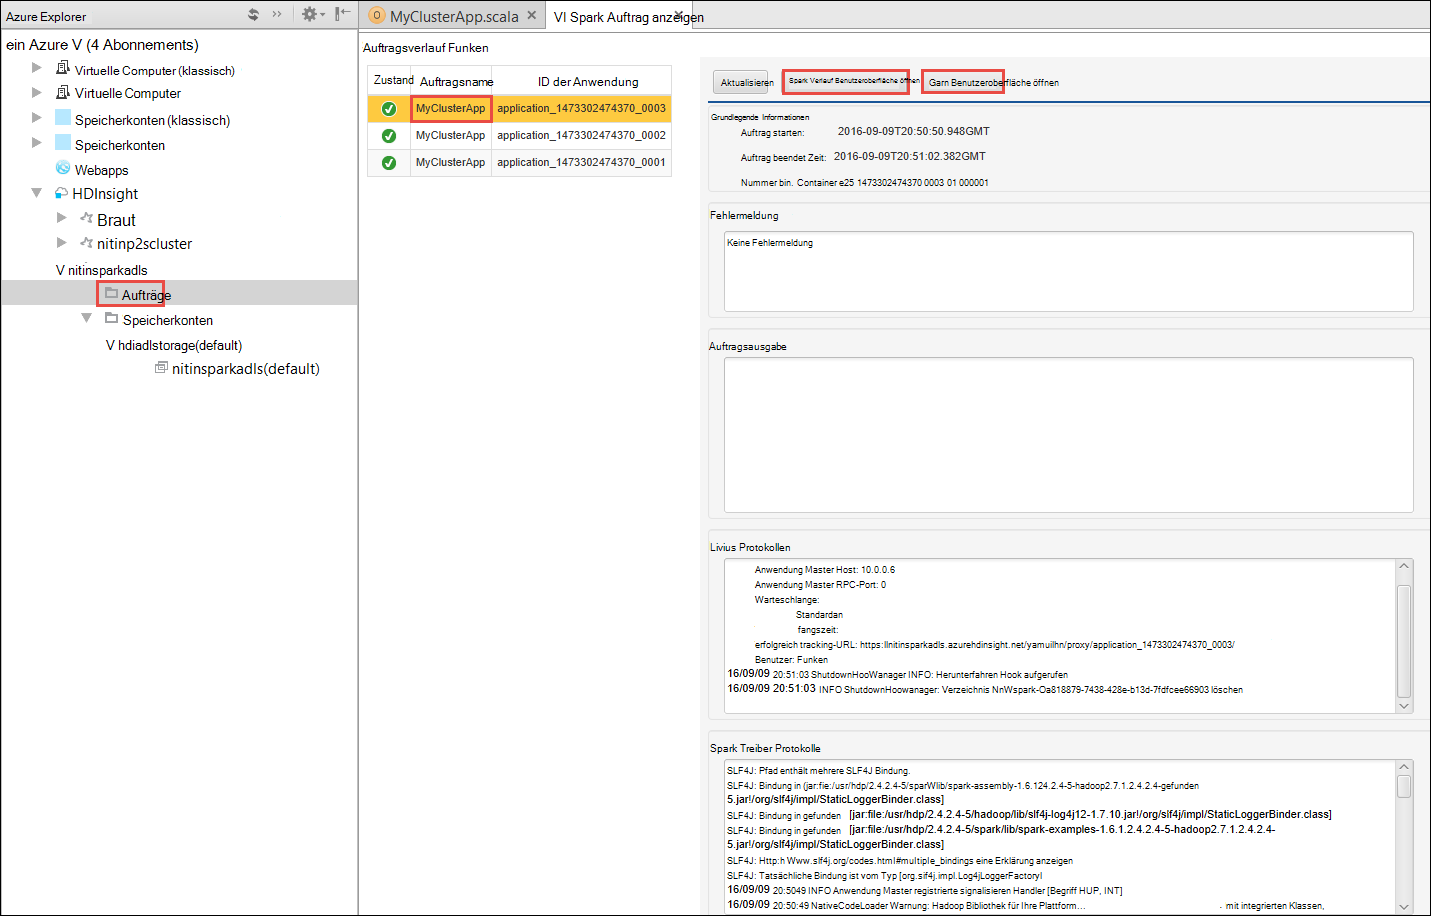 Azure Explorer
MyClusterApp.scala
VI Spark Auftrag anzeigen
ein Azure V (4 Abonnements)
Virtuelle Computer (klassisch)
Virtuelle Computer
Speicherkonten (klassisch)
Speicherkonten
Webapps
HDInsight
Braut
nitinp2scluster
V nitinsparkadls
Aufträge
Speicherkonten
V hdiadlstorage(default)
nitinsparkadls(default)
Auftragsverlauf Funken
Zustand Auftragsname ID der Anwendung
MyClusterApp application_1473302474370_0003
MyClusterApp application_1473302474370_0002
MyClusterApp application_1473302474370_0001
Aktualisieren Spark Verlauf Benutzeroberfläche öffnen Garn Benutzeroberfläche öffnen
Grundlegende Informationen
Auftrag starten: 2016-09-09T20:50:50.948GMT
Auftrag beendet Zeit: 2016-09-09T20:51:02.382GMT
Nummer bin. Container e25 1473302474370 0003 01 000001
Fehlermeldung
Keine Fehlermeldung
Auftragsausgabe
Livius Protokollen
Anwendung Master Host: 10.0.0.6
Anwendung Master RPC-Port: 0
Warteschlange:
Standardan
fangszeit:
erfolgreich tracking-URL: https:llnitinsparkadls.azurehdinsight.net/yamuilhn/proxy/application_1473302474370_0003/
Benutzer: Funken
16/09/09 20:51:03 ShutdownHooWanager INFO: Herunterfahren Hook aufgerufen
16/09/09 20:51:03 INFO ShutdownHoowanager: Verzeichnis NnWspark-Oa818879-7438-428e-b13d-7fdfcee66903 löschen
Spark Treiber Protokolle
SLF4J: Pfad enthält mehrere SLF4J Bindung.
SLF4J: Bindung in (jar:fie:/usr/hdp/2.4.2.4-5/sparWlib/spark-assembly-1.6.124.2.4-5-hadoop2.7.1.2.4.2.4-gefunden
5.jar!/org/slf4j/impl/StaticLoggerBinder.class]
SLF4J: Bindung in gefunden [jar:file:/usr/hdp/2.4.2.4-5/hadoop/lib/slf4j-log4j12-1.7.10.jar!/org/slf4j/impl/StaticLoggerBinder.class]
SLF4J: Bindung in gefunden [jar:file:/usr/hdp/2.4.2.4-5/spark/lib/spark-examples-1.6.1.2.4.2.4-5-hadoop2.7.1.2.4.2.4-
5.jar!/org/slf4j/impl/StaticLoggerBinder.class]
SLF4J: Http:h Www.slf4j.org/codes.html#multiple_bindings eine Erklärung anzeigen
SLF4J: Tatsächliche Bindung ist vom Typ [org.sif4j.impl.Log4jLoggerFactoryl
16/09/09 20:5049 INFO Anwendung Master registrierte signalisieren Handler [Begriff HUP, INT]
16/09/09 20:50:49 NativeCodeLoader Warnung: Hadoop Bibliothek für Ihre Plattform... mit integrierten Klassen,